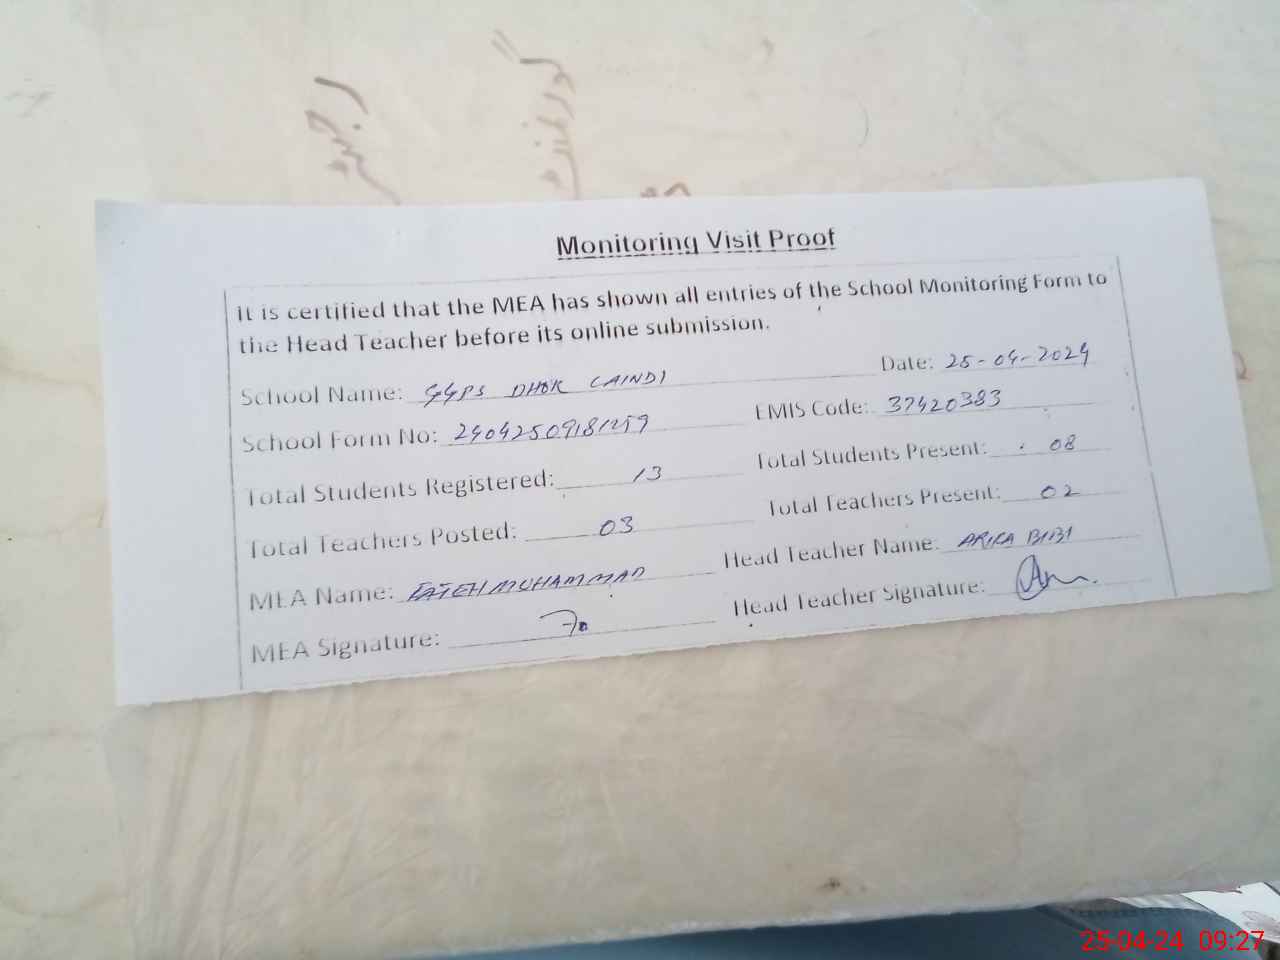 Monitoring Visit Proof
It is certified that the MEA has shown all entries of the School Monitoring Form to
the Head Teacher before its online submission.
School Name: GGPS DHOK CAINDI Date: 25-04-2024
School Form No: EMIS Code: 37420383
Total Students Registered: 13 Total Students Present: 08
Total Teachers Posted: 03 Total Teachers Present: 02
MEA Name: FATEH MUHAMMAD Head Teacher Name: BIBI
MEA Signature: Head Teacher Signature:
25-04-24 09:27